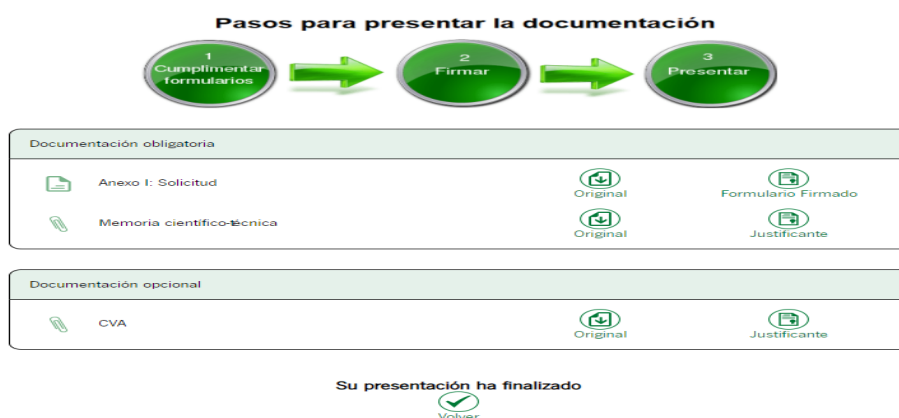 Pasos para presentar la documentación
1
Cumplimentar
formularios
2
Firmar
3
Presentar
Documentación obligatoria
Anexo I: Solicitud
Original
Formulario Firmado
Memoria científico-técnica
Original
Justificante
Documentación opcional
CVA
Original
Justificante
Su presentación ha finalizado
Volver